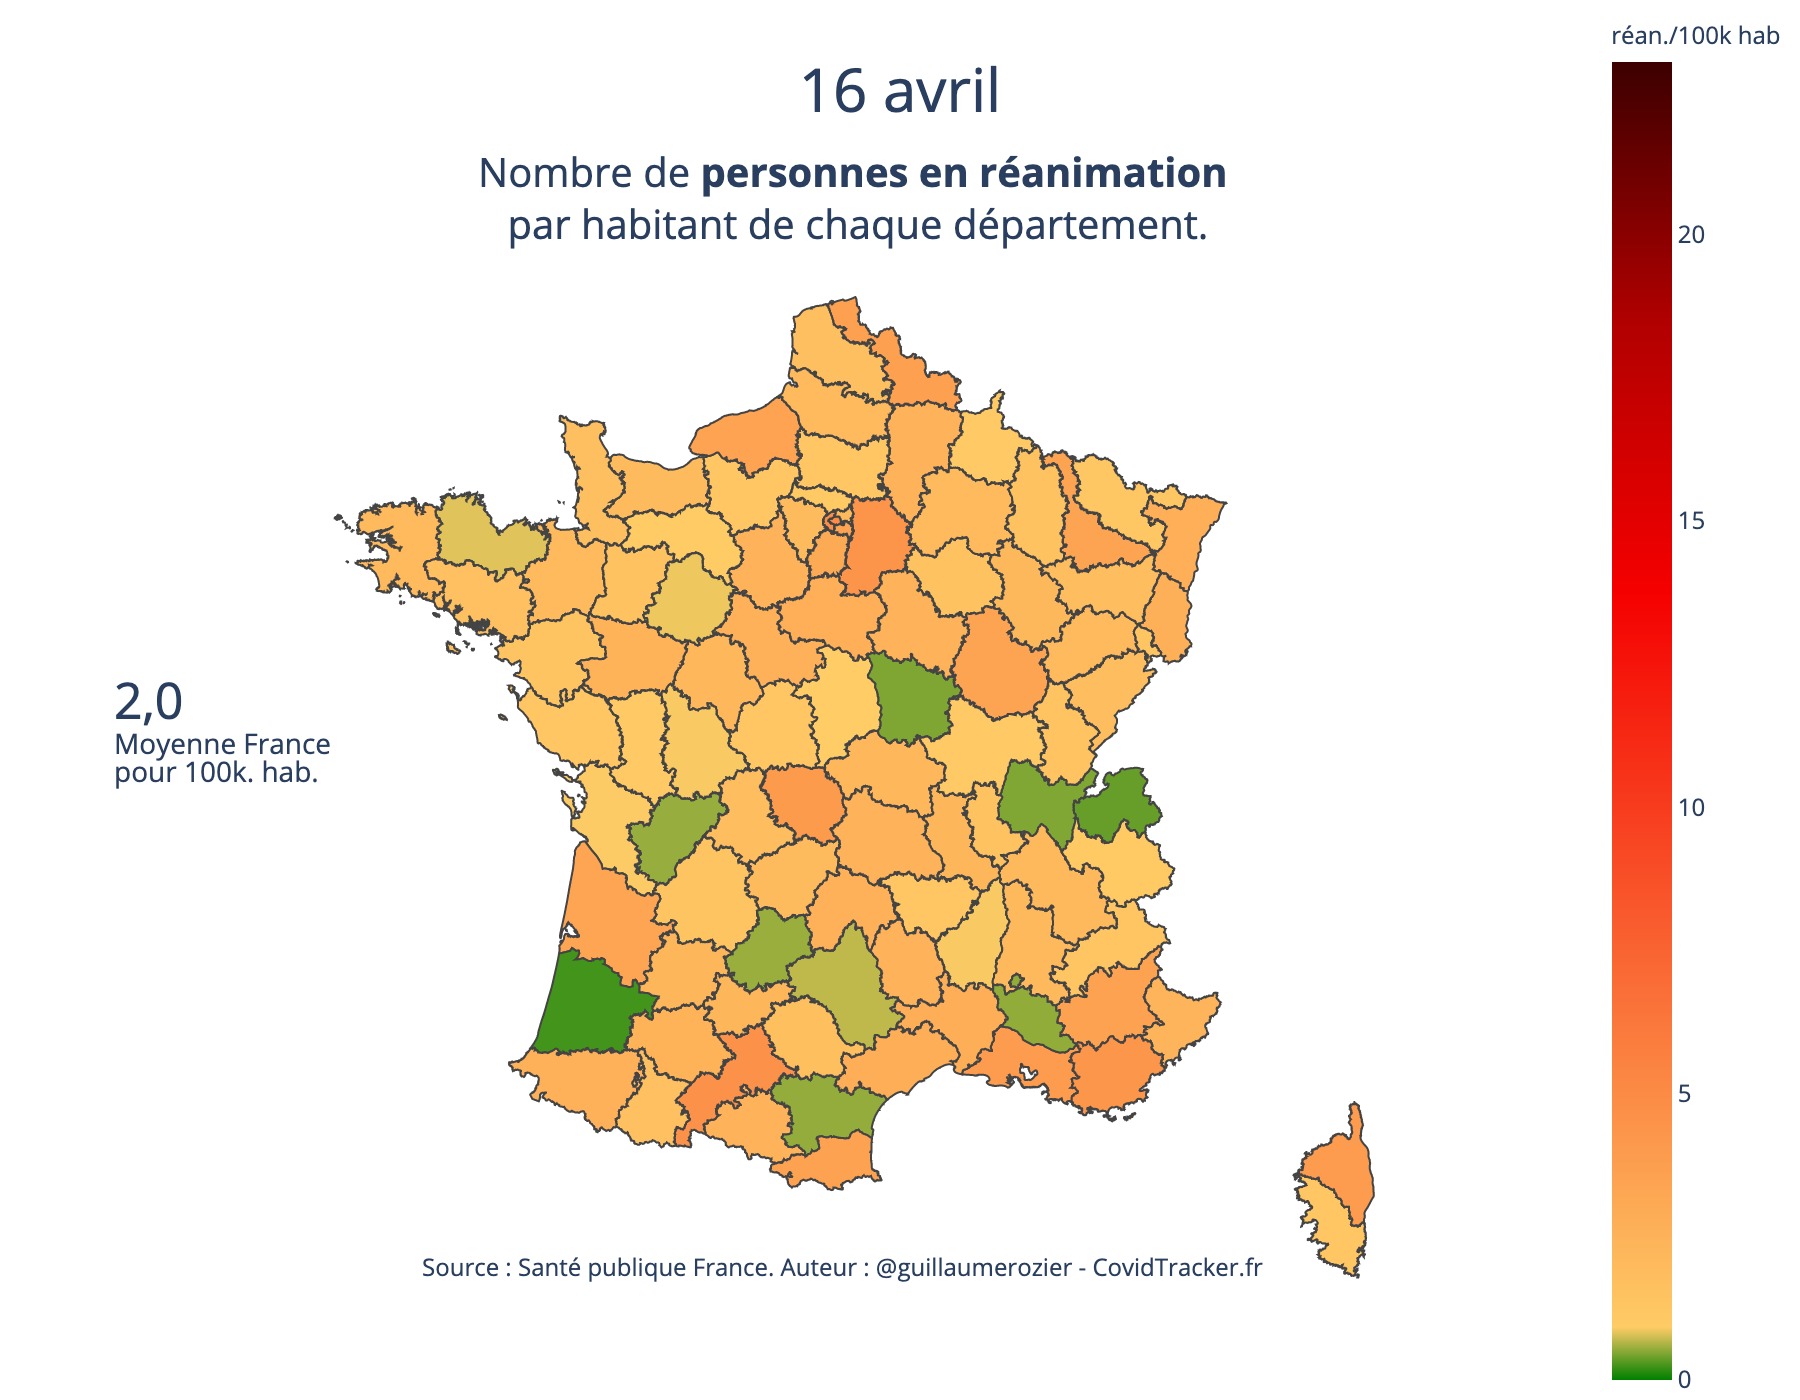 réan./100k hab
16 avril
Nombre de personnes en réanimation
par habitant de chaque département.
20
15
10
5
0
2,0
Moyenne France
pour 100k. hab.
Source : Santé publique France. Auteur : @guillaumerozier - CovidTracker.fr